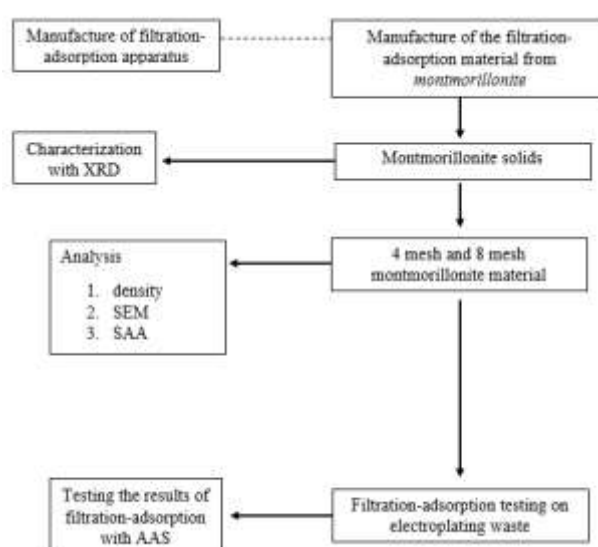 Manufacture of filtration-
adsorption apparatus
Manufacture of the filtration-
adsorption material from
montmorillonite
Characterization
with XRD
Montmorillonite solids
4 mesh and 8 mesh
montmorillonite material
Analysis
1. density
2. SEM
3. SAA
Testing the results of
filtration-adsorption
with AAS
Filtration-adsorption testing on
electroplating waste